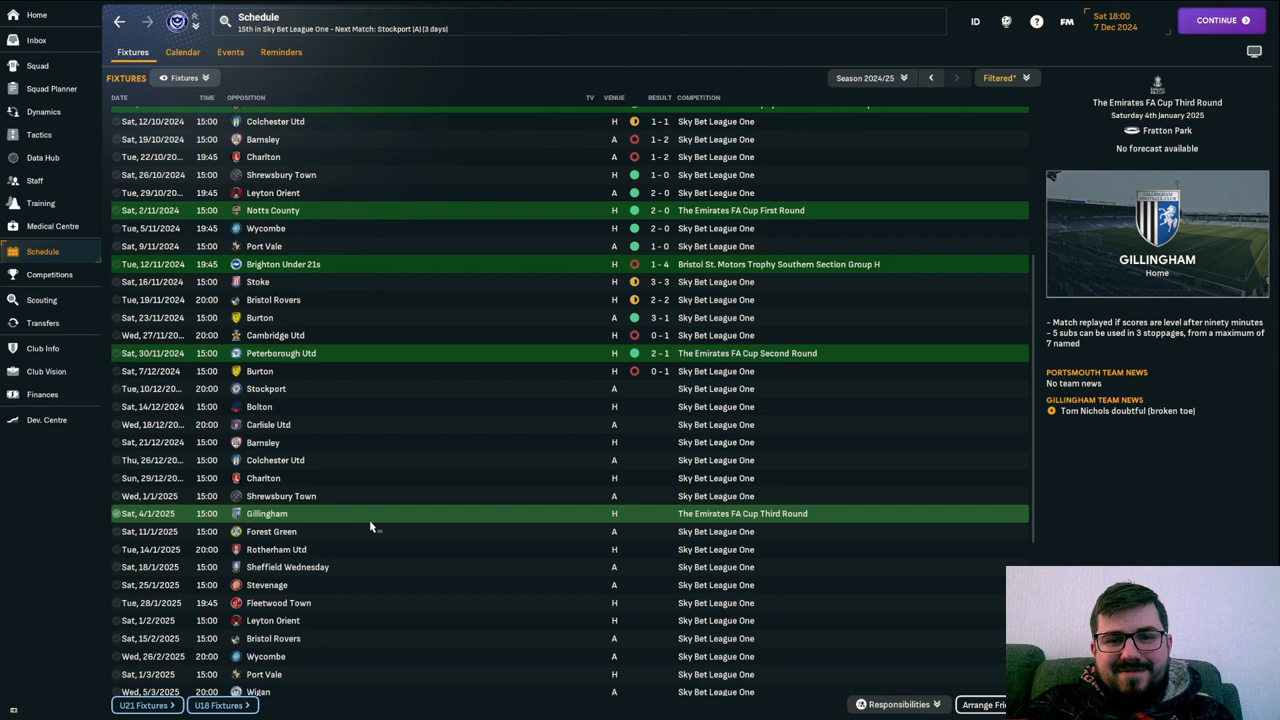 Home
Inbox
Squad
Squad Planner
Dynamics
Tactics
Data Hub
Staff
Training
Medical Centre
Schedule
Competitions
Scouting
Transfers
Club Info
Club Vision
Finances
Dev. Centre
Schedule
15th in Sky Bet League One - Next Match: Stockport [A] (3 days)
ID
?
FM
Sat 18:00
7 Dec 2024
CONTINUE
Fixtures Calendar Events Reminders
FIXTURES Fixtures Season 2024/25 Filtered*
DATE TIME OPPOSITION TV VENUE RESULT COMPETITION
Sat, 12/10/2024 15:00 Colchester Utd H 1 - 1 Sky Bet League One
Sat, 19/10/2024 15:00 Barnsley A 1 - 2 Sky Bet League One
Tue, 22/10/20... 19:45 Charlton A 1 - 2 Sky Bet League One
Sat, 26/10/2024 15:00 Shrewsbury Town H 1 - 0 Sky Bet League One
Tue, 29/10/20... 19:45 Leyton Orient A 2 - 0 Sky Bet League One
Sat, 2/11/2024 15:00 Notts County H 2 - 0 The Emirates FA Cup First Round
Tue, 5/11/2024 19:45 Wycombe H 2 - 0 Sky Bet League One
Sat, 9/11/2024 15:00 Port Vale A 1 - 0 Sky Bet League One
Tue, 12/11/2024 19:45 Brighton Under 21s H 1 - 4 Bristol St. Motors Trophy Southern Section Group H
Sat, 16/11/2024 15:00 Stoke H 3 - 3 Sky Bet League One
Tue, 19/11/2024 20:00 Bristol Rovers H 2 - 2 Sky Bet League One
Sat, 23/11/2024 15:00 Burton A 3 - 1 Sky Bet League One
Wed, 27/11/20... 20:00 Cambridge Utd H 0 - 1 Sky Bet League One
Sat, 30/11/2024 15:00 Peterborough Utd H 2 - 1 The Emirates FA Cup Second Round
Sat, 7/12/2024 15:00 Burton H 0 - 1 Sky Bet League One
Tue, 10/12/20... 20:00 Stockport A Sky Bet League One
Sat, 14/12/2024 15:00 Bolton H Sky Bet League One
Wed, 18/12/20... 20:00 Carlisle Utd A Sky Bet League One
Sat, 21/12/2024 15:00 Barnsley H Sky Bet League One
Thu, 26/12/20... 15:00 Colchester Utd A Sky Bet League One
Sun, 29/12/20... 15:00 Charlton H Sky Bet League One
Wed, 1/1/2025 15:00 Shrewsbury Town A Sky Bet League One
Sat, 4/1/2025 15:00 Gillingham H The Emirates FA Cup Third Round
Sat, 11/1/2025 15:00 Forest Green A Sky Bet League One
Tue, 14/1/2025 20:00 Rotherham Utd H Sky Bet League One
Sat, 18/1/2025 15:00 Sheffield Wednesday A Sky Bet League One
Sat, 25/1/2025 15:00 Stevenage A Sky Bet League One
Tue, 28/1/2025 19:45 Fleetwood Town H Sky Bet League One
Sat, 1/2/2025 15:00 Leyton Orient H Sky Bet League One
Sat, 15/2/2025 15:00 Bristol Rovers A Sky Bet League One
Wed, 26/2/2025 20:00 Wycombe A Sky Bet League One
Sat, 1/3/2025 15:00 Port Vale H Sky Bet League One
Wed, 5/3/2025 20:00 Wigan A Sky Bet League One
U21 Fixtures > U18 Fixtures > Responsibilities Arrange Fri
The Emirates FA Cup Third Round
Saturday 4th January 2025
Fratton Park
No forecast available
GILLINGHAM
Home
- Match replayed if scores are level after ninety minutes
- 5 subs can be used in 3 stoppages, from a maximum of
7 named
PORTSMOUTH TEAM NEWS
No team news
GILLINGHAM TEAM NEWS
Tom Nichols doubtful (broken toe)